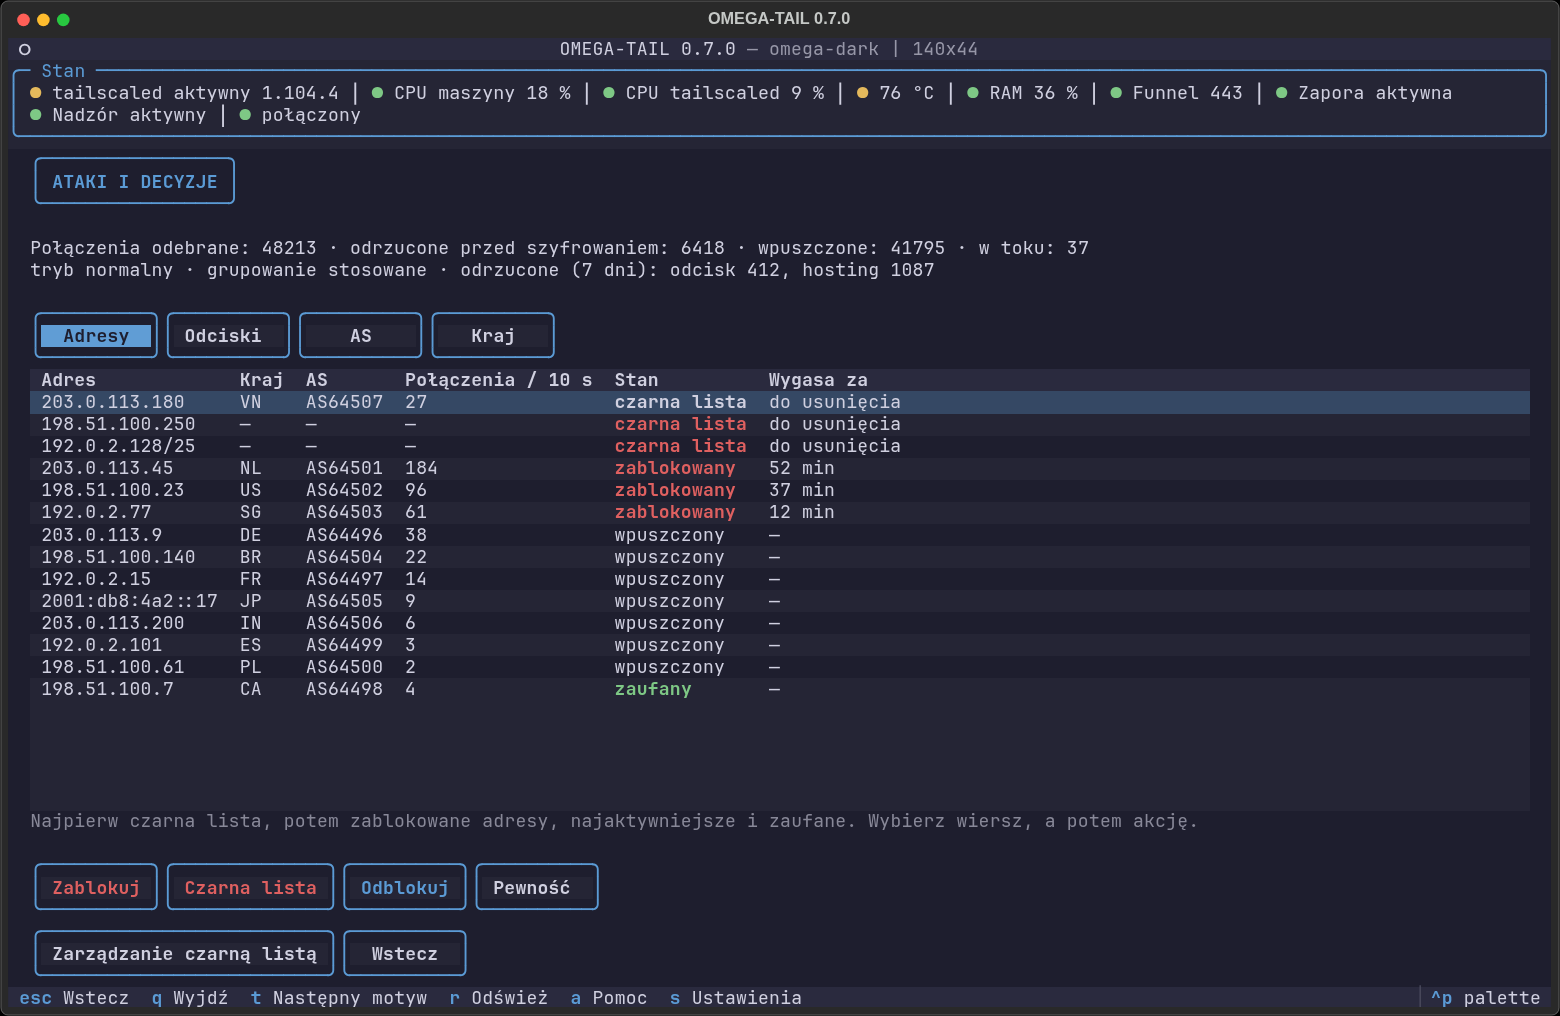 OMEGA-TAIL 0.7.0
OMEGA-TAIL 0.7.0 — omega-dark | 140x44
Stan
● tailscaled aktywny 1.104.4 │ ● CPU maszyny 18 % │ ● CPU tailscaled 9 % │ ● 76 °C │ ● RAM 36 % │ ● Funnel 443 │ ● Zapora aktywna
● Nadzór aktywny │ ● połączony
ATAKI I DECYZJE
Połączenia odebrane: 48213 · odrzucone przed szyfrowaniem: 6418 · wpuszczone: 41795 · w toku: 37
tryb normalny · grupowanie stosowane · odrzucone (7 dni): odcisk 412, hosting 1087
Adresy Odciski AS Kraj
Adres Kraj AS Połączenia / 10 s Stan Wygasa za
203.0.113.180 VN AS64507 27 czarna lista do usunięcia
198.51.100.250 — — — czarna lista do usunięcia
192.0.2.128/25 — — — czarna lista do usunięcia
203.0.113.45 NL AS64501 184 zablokowany 52 min
198.51.100.23 US AS64502 96 zablokowany 37 min
192.0.2.77 SG AS64503 61 zablokowany 12 min
203.0.113.9 DE AS64496 38 wpuszczony —
198.51.100.140 BR AS64504 22 wpuszczony —
192.0.2.15 FR AS64497 14 wpuszczony —
2001:db8:4a2::17 JP AS64505 9 wpuszczony —
203.0.113.200 IN AS64506 6 wpuszczony —
192.0.2.101 ES AS64499 3 wpuszczony —
198.51.100.61 PL AS64500 2 wpuszczony —
198.51.100.7 CA AS64498 4 zaufany —
Najpierw czarna lista, potem zablokowane adresy, najaktywniejsze i zaufane. Wybierz wiersz, a potem akcję.
Zablokuj Czarna lista Odblokuj Pewność
Zarządzanie czarną listą Wstecz
esc Wstecz q Wyjdź t Następny motyw r Odśwież a Pomoc s Ustawienia ^p palette